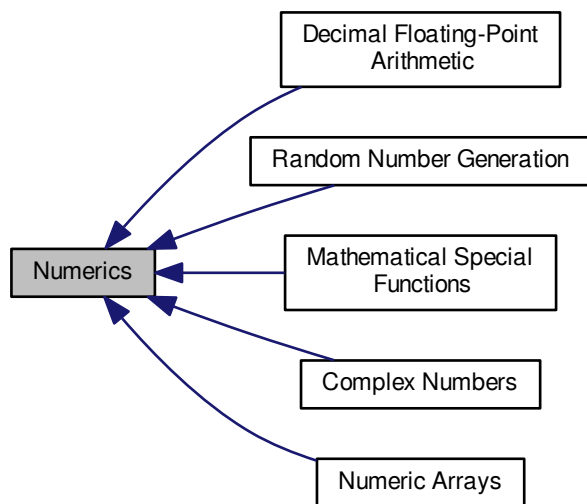 Decimal Floating-Point
Arithmetic
Random Number Generation
Numerics
Mathematical Special
Functions
Complex Numbers
Numeric Arrays